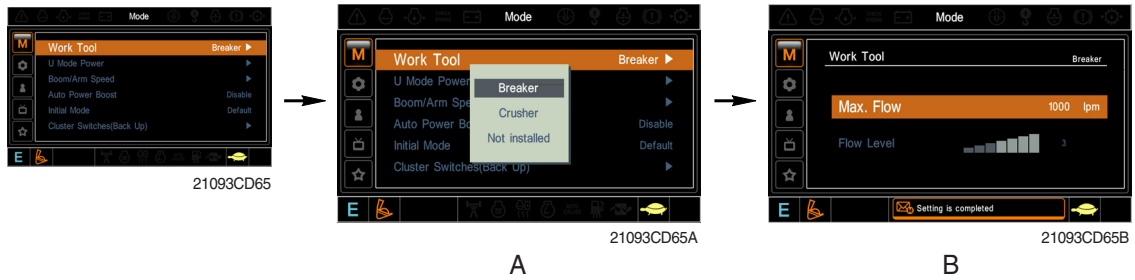 Mode
M
Work Tool Breaker
U Mode Power
Boom/Arm Speed
Auto Power Boost Disable
Initial Mode Default
Cluster Switches(Back Up)
E
21093CD65
Mode
M
Work Tool Breaker
U Mode Power
Boom/Arm Spe
Auto Power Bo Disable
Initial Mode Default
Cluster Switches(Back Up)
Breaker
Crusher
Not installed
E
21093CD65A
A
Mode
M
Work Tool Breaker
Max. Flow 1000 lpm
Flow Level 3
E
Setting is completed
21093CD65B
B